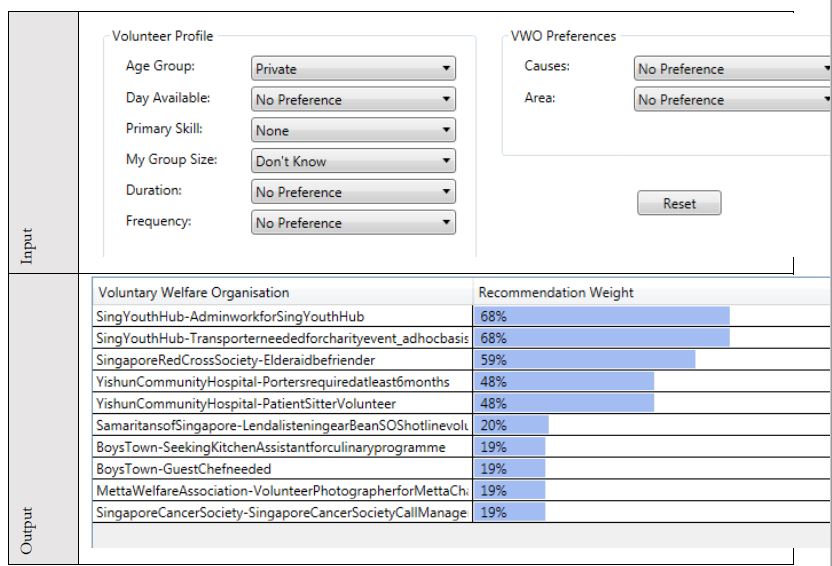 Input
Volunteer Profile
Age Group: Private
Day Available: No Preference
Primary Skill: None
My Group Size: Don't Know
Duration: No Preference
Frequency: No Preference
VWO Preferences
Causes: No Preference
Area: No Preference
Reset
Output
Voluntary Welfare Organisation Recommendation Weight
SingYouthHub-AdminworkforSingYouthHub 68%
SingYouthHub-Transporterneededforcharityevent_adhocbasis 68%
SingaporeRedCrossSociety-Elderaidbefriender 59%
YishunCommunityHospital-Portersrequiredatleast6months 48%
YishunCommunityHospital-PatientSitterVolunteer 48%
SamaritansofSingapore-LendalisteningearBeanSOShotlinevolu 20%
BoysTown-SeekingKitchenAssistantforculinaryprogramme 19%
BoysTown-GuestChefneeded 19%
MettaWelfareAssociation-VolunteerPhotographerforMettaCha 19%
SingaporeCancerSociety-SingaporeCancerSocietyCallManage 19%